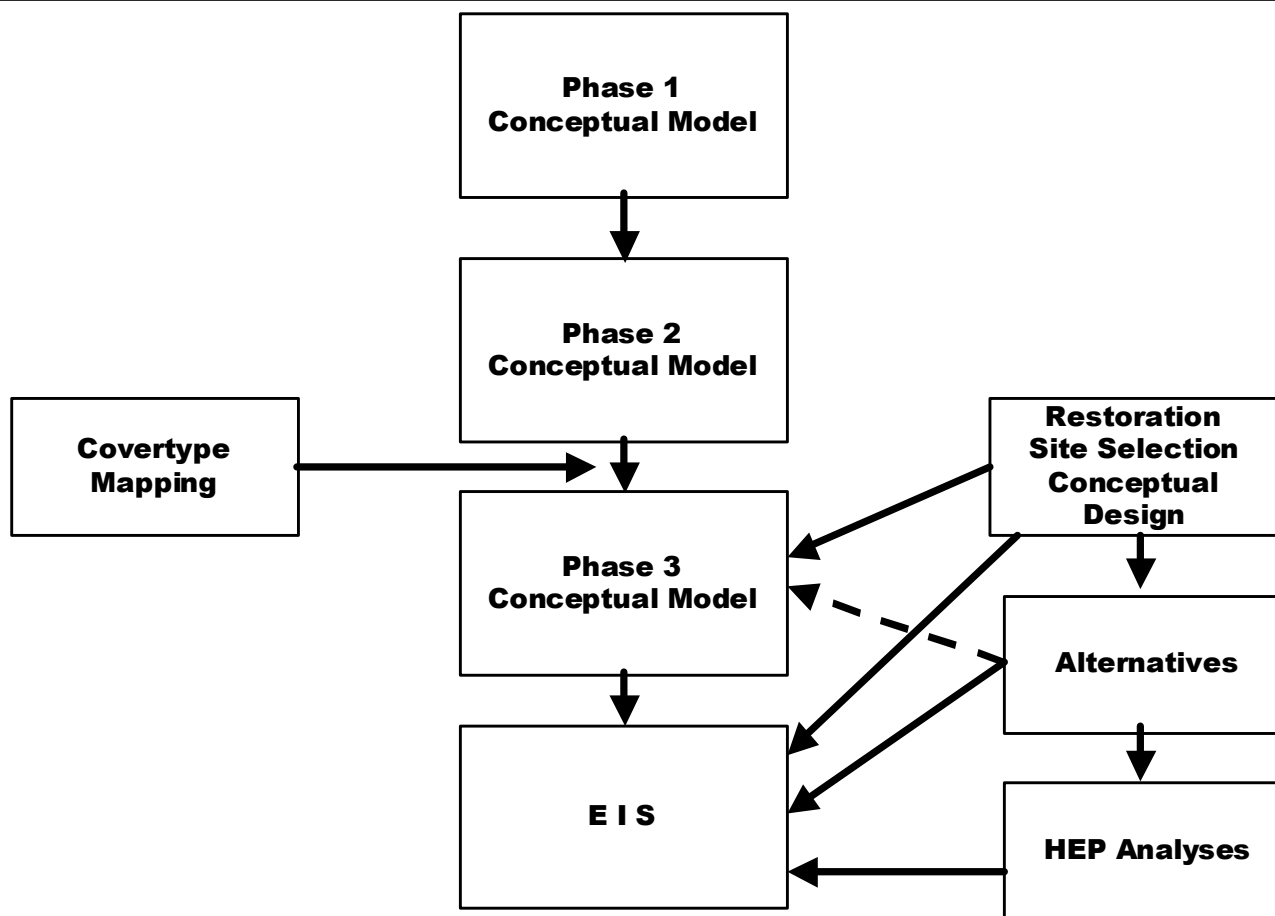 Phase 1
Conceptual Model
Phase 2
Conceptual Model
Covertype
Mapping
Restoration
Site Selection
Conceptual
Design
Phase 3
Conceptual Model
Alternatives
E I S
HEP Analyses